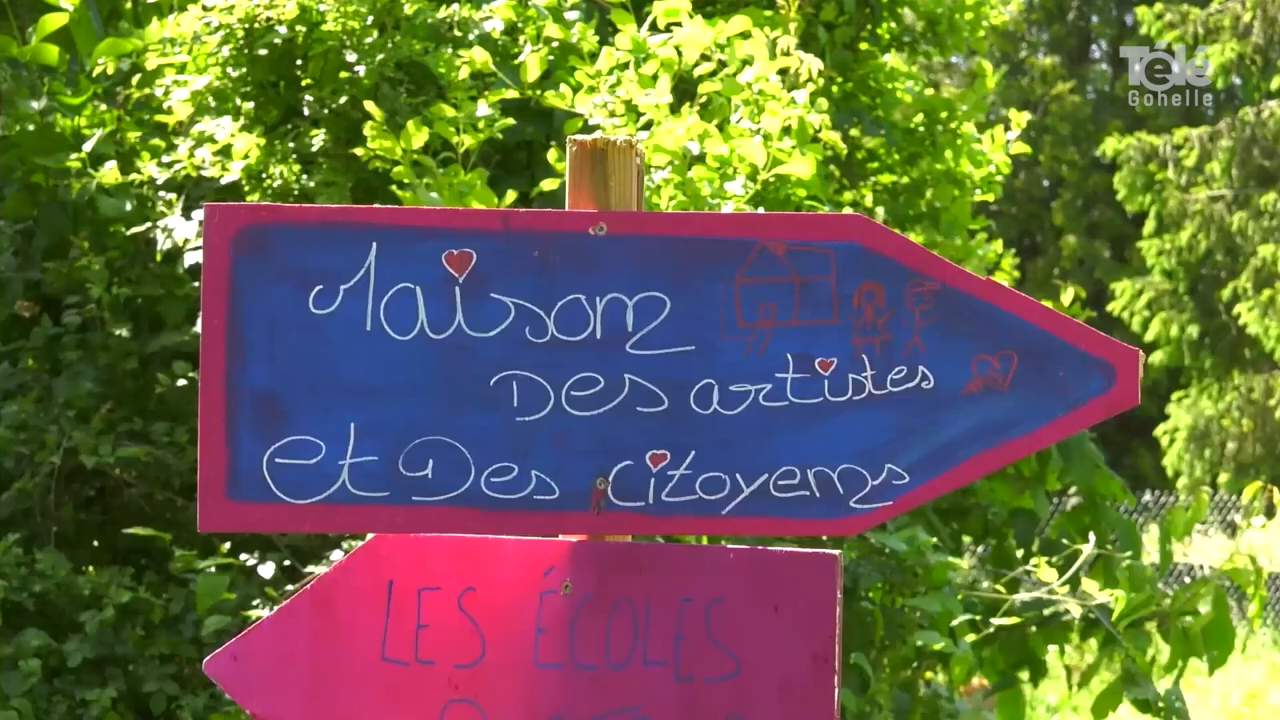 Télé
Gohelle
Maison
Des artistes
et Des citoyens
LES ÉCOLES